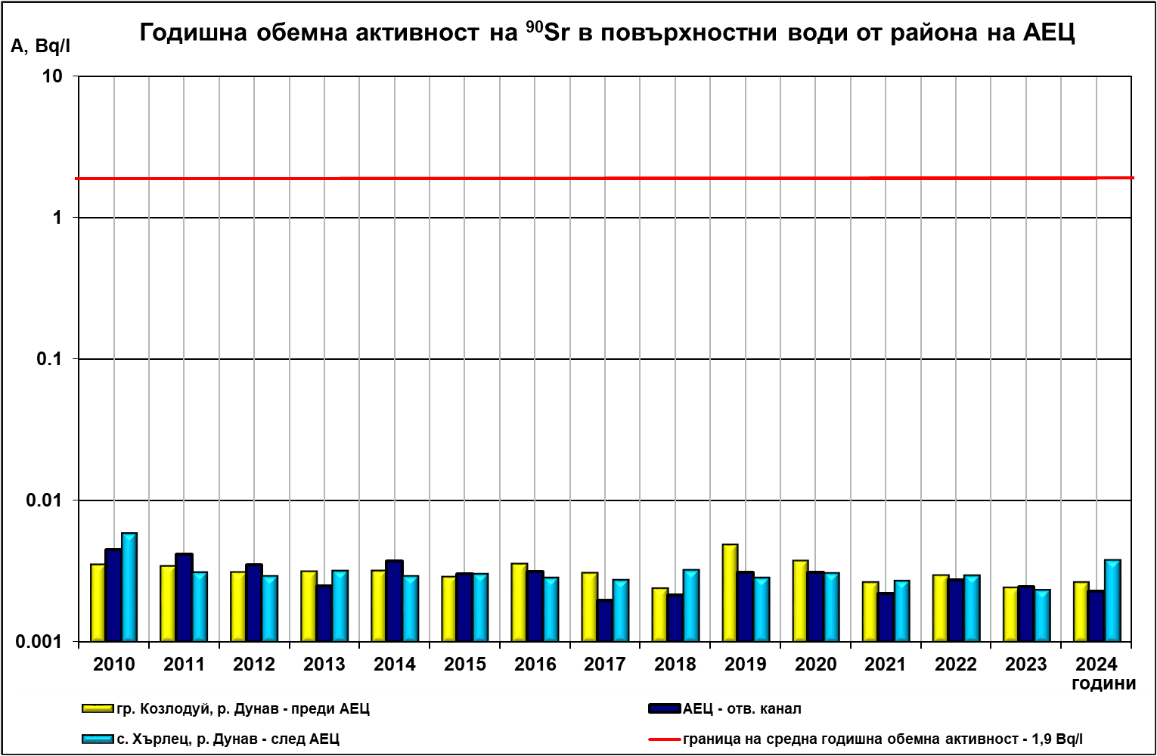 Годишна обемна активност на ⁹⁰Sr в повърхностни води от района на АЕЦ
A, Bq/l
10
1
0.1
0.01
0.001
2010 2011 2012 2013 2014 2015 2016 2017 2018 2019 2020 2021 2022 2023 2024
години
гр. Козлодуй, р. Дунав - преди АЕЦ
АЕЦ - отв. канал
с. Хърлец, р. Дунав - след АЕЦ
граница на средна годишна обемна активност - 1,9 Bq/l